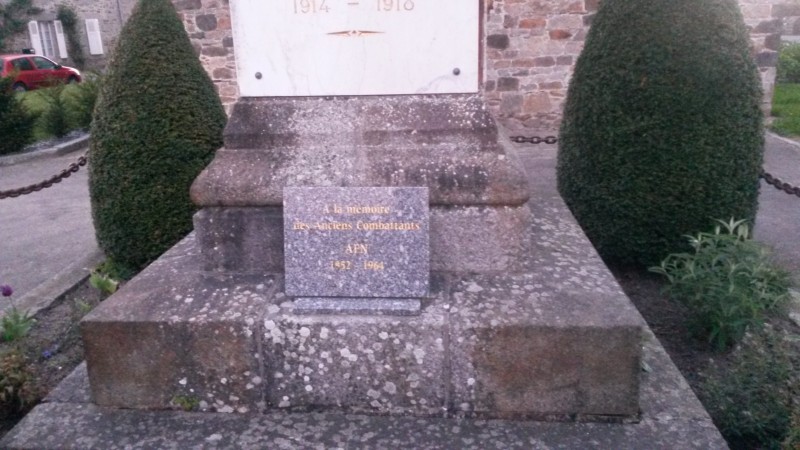 1914 - 1918
A la mémoire
des Anciens Combattants
AFN
1952 - 1964